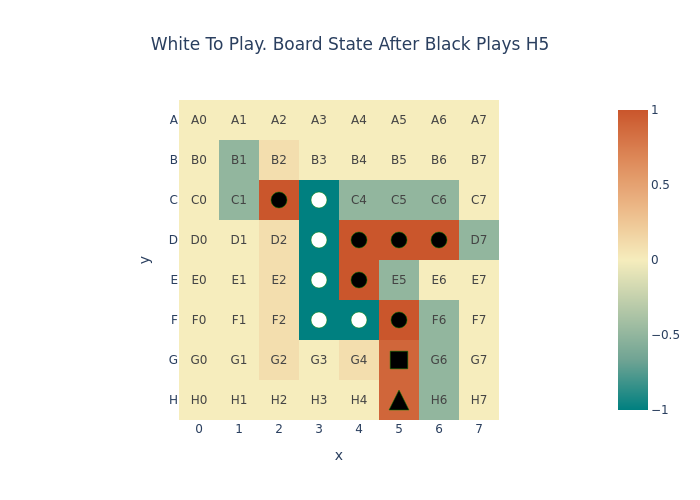 White To Play. Board State After Black Plays H5
A A0 A1 A2 A3 A4 A5 A6 A7
B B0 B1 B2 B3 B4 B5 B6 B7
C C0 C1 C4 C5 C6 C7
D D0 D1 D2 D7
E E0 E1 E2 E5 E6 E7
F F0 F1 F2 F6 F7
G G0 G1 G2 G3 G4 G6 G7
H H0 H1 H2 H3 H4 H6 H7
0 1 2 3 4 5 6 7
x
y
1
0.5
0
−0.5
−1